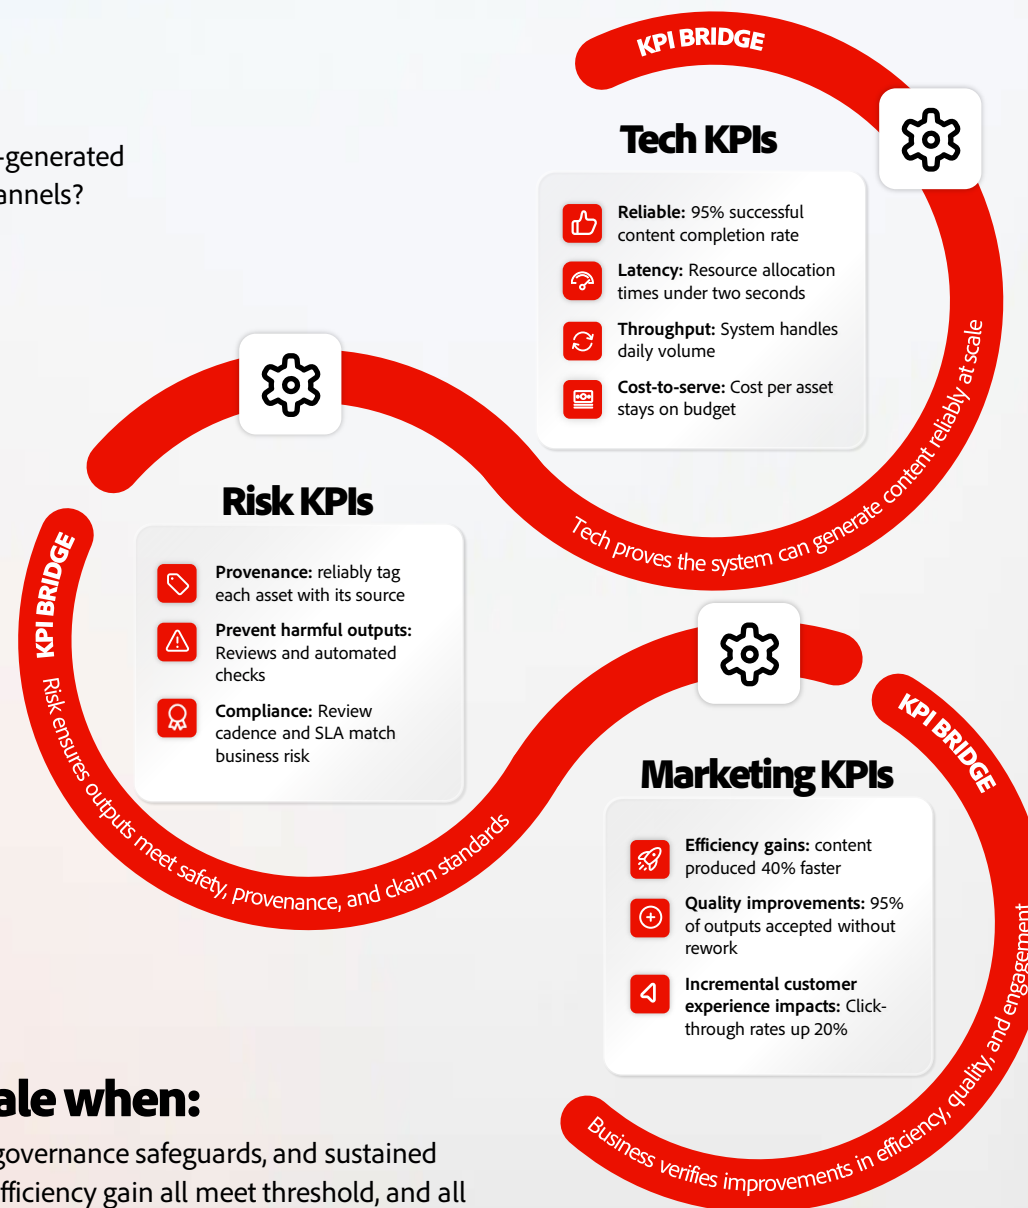 KPI BRIDGE
-generated
annels?
Tech KPIs
Reliable: 95% successful
content completion rate
Latency: Resource allocation
times under two seconds
Throughput: System handles
daily volume
Cost-to-serve: Cost per asset
stays on budget
Tech proves the system can generate content reliably at scale
Risk KPIs
Provenance: reliably tag
each asset with its source
Prevent harmful outputs:
Reviews and automated
checks
Compliance: Review
cadence and SLA match
business risk
KPI BRIDGE
Risk ensures outputs meet safety, provenance, and ckaim standards
KPI BRIDGE
Marketing KPIs
Efficiency gains: content
produced 40% faster
Quality improvements: 95%
of outputs accepted without
rework
Incremental customer
experience impacts: Click-
through rates up 20%
Business verifies improvements in efficiency, quality, and engagement
ale when:
governance safeguards, and sustained
fficiency gain all meet threshold, and all